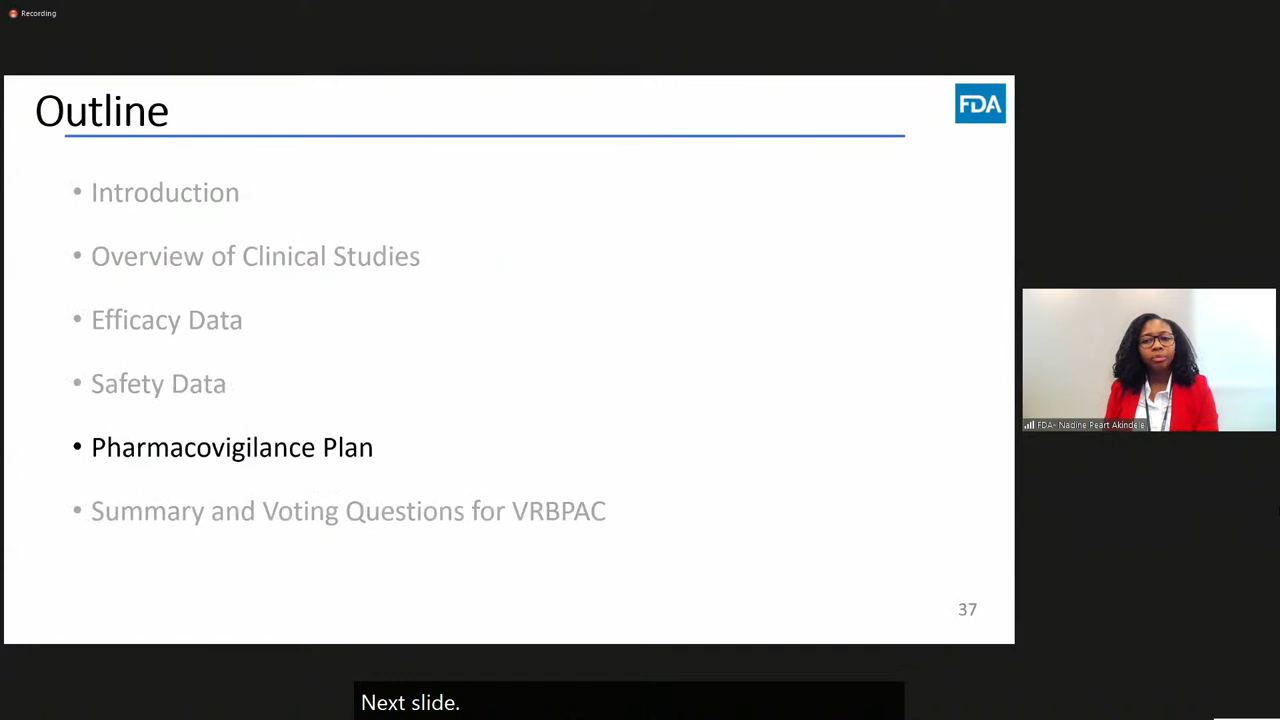 Recording
Outline
FDA
• Introduction
• Overview of Clinical Studies
• Efficacy Data
• Safety Data
• Pharmacovigilance Plan
• Summary and Voting Questions for VRBPAC
37
FDA- Nadine Peart Akindele
Next slide.